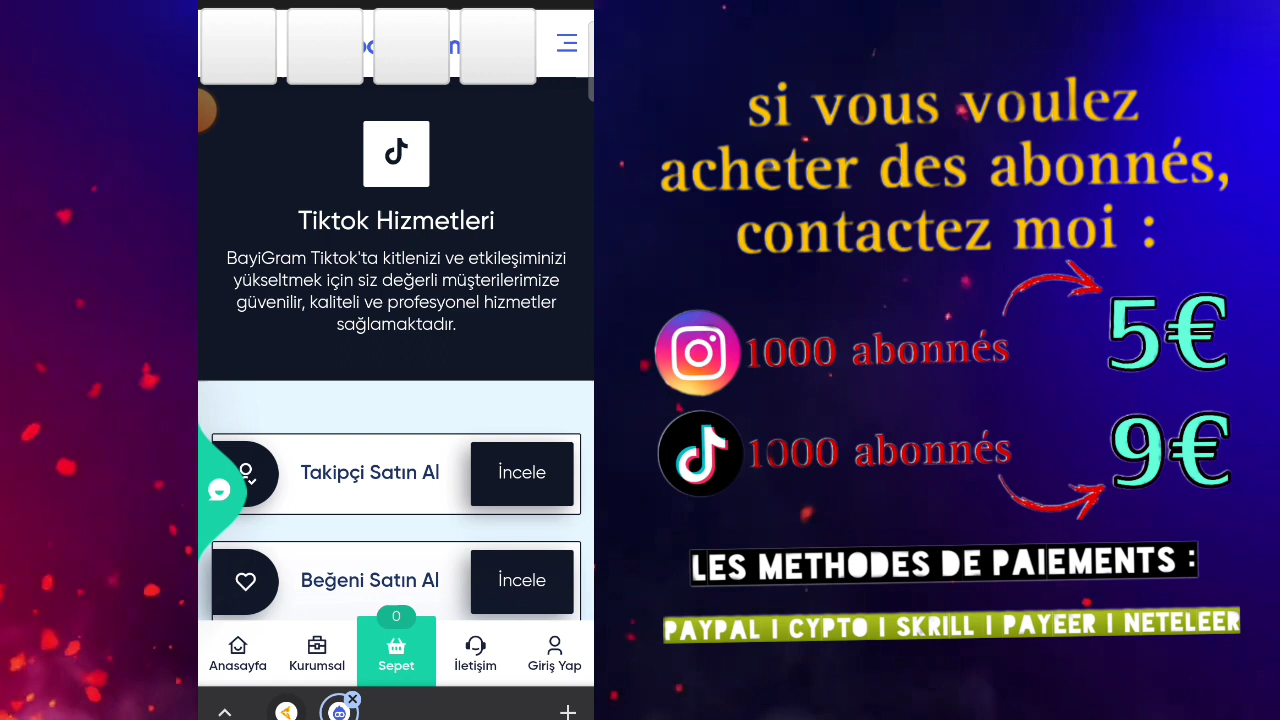 Tiktok Hizmetleri
BayiGram Tiktok'ta kitlenizi ve etkileşiminizi
yükseltmek için siz değerli müşterilerimize
güvenilir, kaliteli ve profesyonel hizmetler
sağlamaktadır.
Takipçi Satın Al
İncele
Beğeni Satın Al
İncele
0
Anasayfa
Kurumsal
Sepet
İletişim
Giriş Yap
si vous voulez
acheter des abonnés,
contactez moi :
1000 abonnés
5€
1000 abonnés
9€
LES METHODES DE PAIEMENTS :
PAYPAL | CYPTO | SKRILL | PAYEER | NETELEER